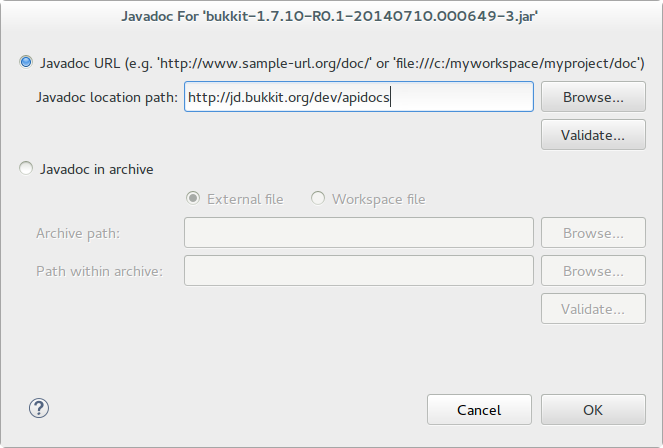 Javadoc For 'bukkit-1.7.10-R0.1-20140710.000649-3.jar'
Javadoc URL (e.g. 'http://www.sample-url.org/doc/' or 'file:///c:/myworkspace/myproject/doc')
Javadoc location path: http://jd.bukkit.org/dev/apidocs Browse...
Validate...
Javadoc in archive
External file Workspace file
Archive path: Browse...
Path within archive: Browse...
Validate...
? Cancel OK